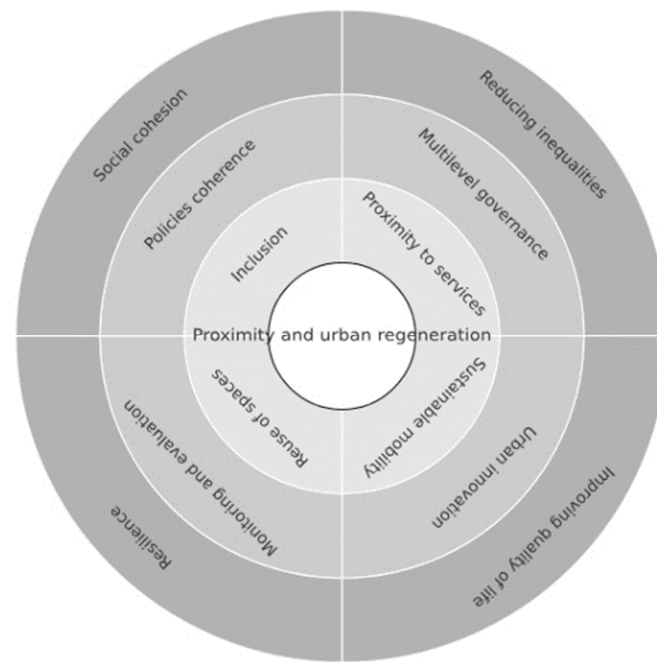 Social cohesion
Reducing inequalities
Policies coherence
Multilevel governance
Inclusion
Proximity to services
Proximity and urban regeneration
Reuse of spaces
Sustainable mobility
Monitoring and evaluation
Urban innovation
Resilience
Improving quality of life